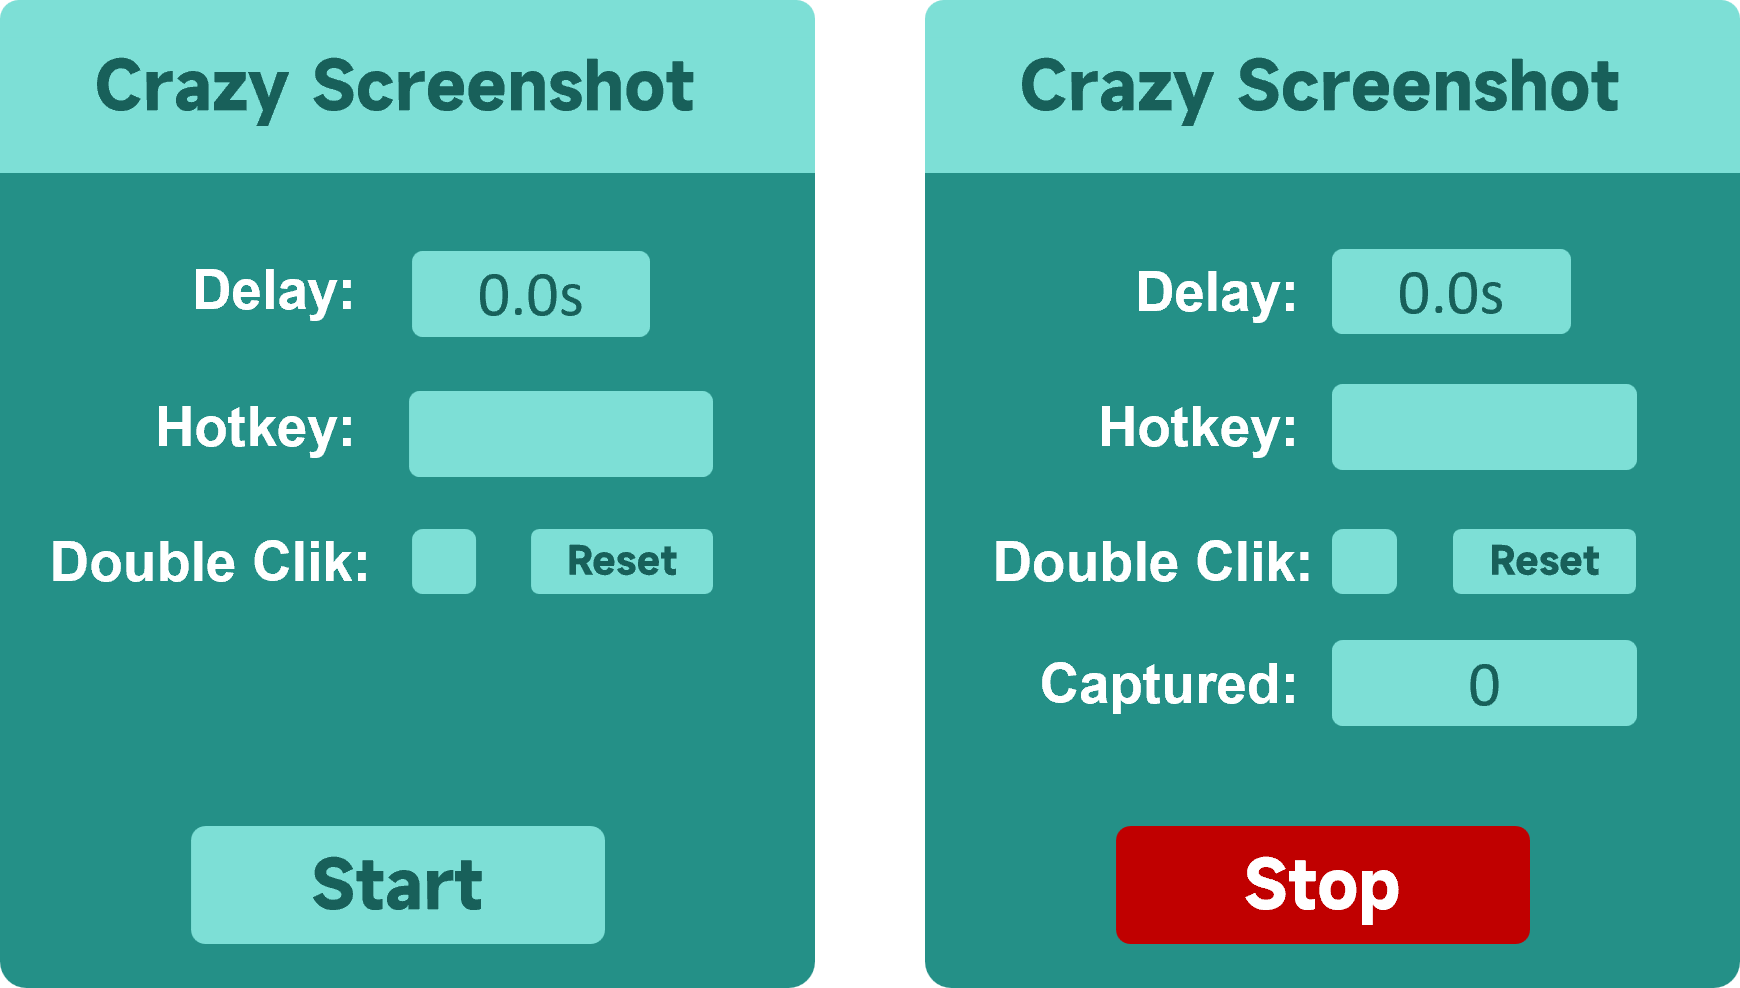 Crazy Screenshot
Delay: 0.0s
Hotkey:
Double Clik: Reset
Start
Crazy Screenshot
Delay: 0.0s
Hotkey:
Double Clik: Reset
Captured: 0
Stop